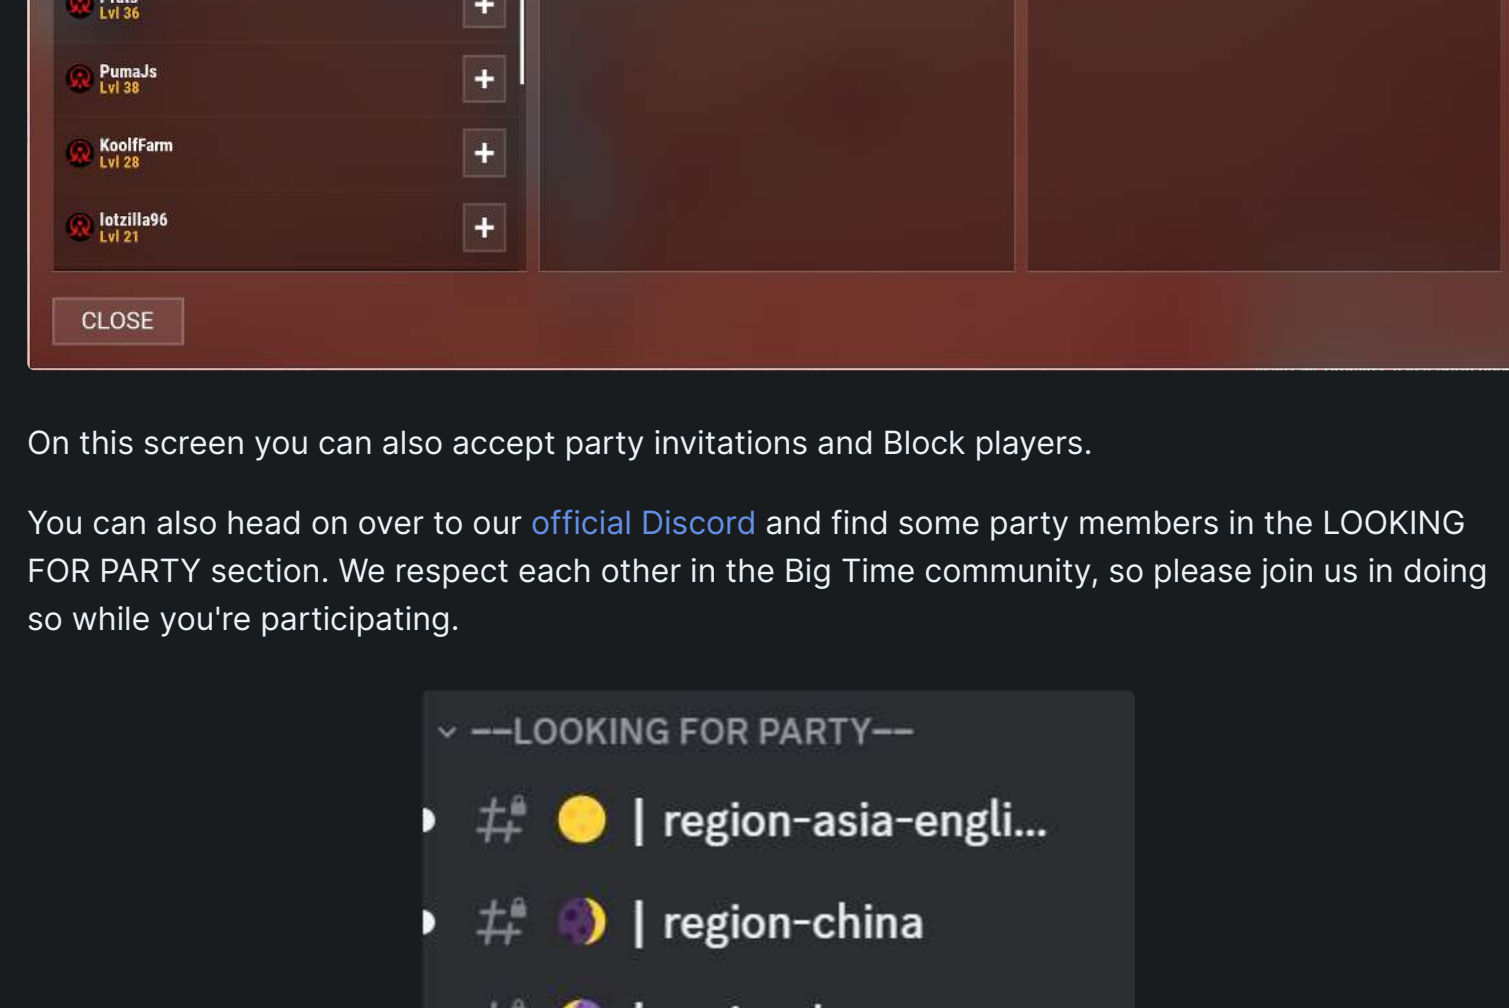 Lvl 36
+
PumaJs
Lvl 38
+
KoolfFarm
Lvl 28
+
lotzilla96
Lvl 21
+
CLOSE
On this screen you can also accept party invitations and Block players.
You can also head on over to our official Discord and find some party members in the LOOKING
FOR PARTY section. We respect each other in the Big Time community, so please join us in doing
so while you're participating.
––LOOKING FOR PARTY––
# | region-asia-engli...
# | region-china